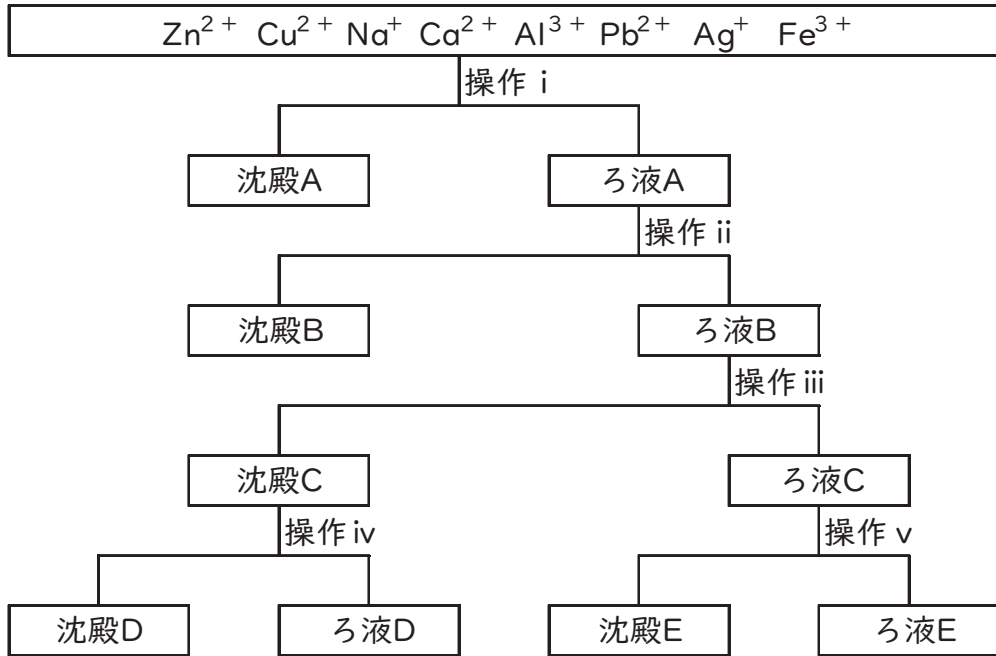 Zn²⁺ Cu²⁺ Na⁺ Ca²⁺ Al³⁺ Pb²⁺ Ag⁺ Fe³⁺
操作 i
沈殿A ろ液A
操作 ii
沈殿B ろ液B
操作 iii
沈殿C ろ液C
操作 iv 操作 v
沈殿D ろ液D 沈殿E ろ液E